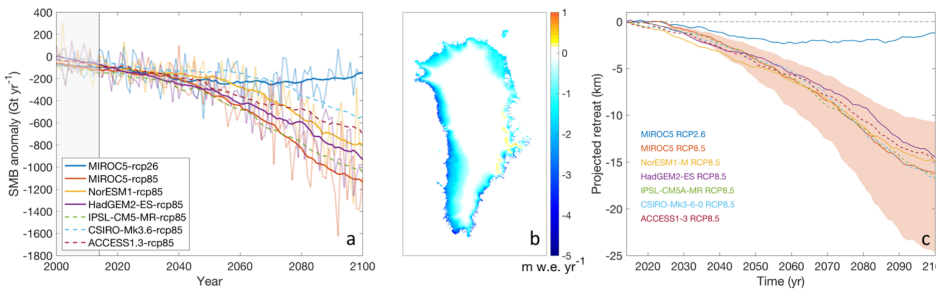 400
200
0
-200
-400
-600
-800
-1000
-1200
-1400
-1600
-1800
SMB anomaly (Gt yr-1)
MIROC5-rcp26
MIROC5-rcp85
NorESM1-rcp85
HadGEM2-ES-rcp85
IPSL-CM5-MR-rcp85
CSIRO-Mk3.6-rcp85
ACCESS1.3-rcp85
a
2000 2020 2040 2060 2080 2100
Year
b
1
0
-1
-2
-3
-4
-5
m w.e. yr-1
0
-5
-10
-15
-20
-25
Projected retreat (km)
MIROC5 RCP2.6
MIROC5 RCP8.5
NorESM1-M RCP8.5
HadGEM2-ES RCP8.5
IPSL-CM5A-MR RCP8.5
CSIRO-Mk3-6-0 RCP8.5
ACCESS1-3 RCP8.5
c
2020 2030 2040 2050 2060 2070 2080 2090 2100
Time (yr)